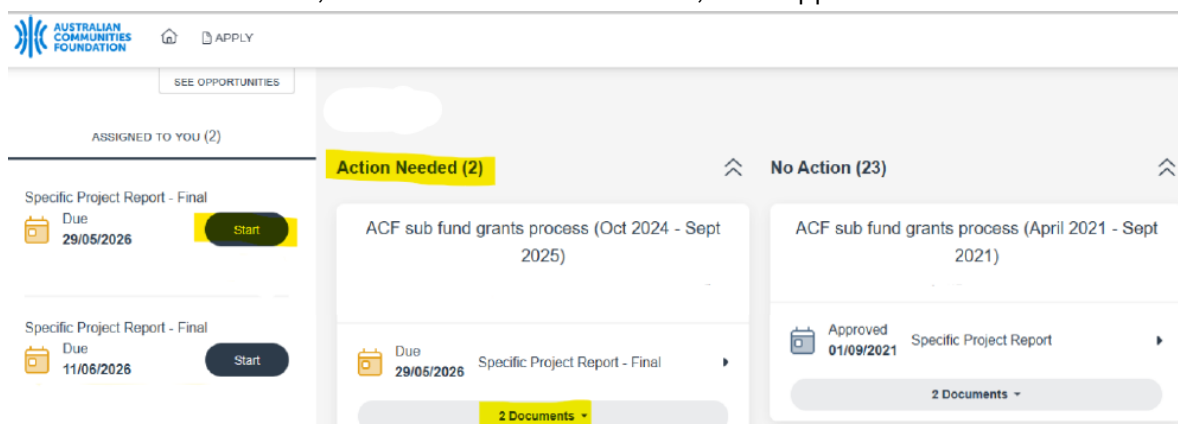 AUSTRALIAN
COMMUNITIES
FOUNDATION
APPLY
SEE OPPORTUNITIES
ASSIGNED TO YOU (2)
Specific Project Report - Final
Due
29/05/2026
Start
Specific Project Report - Final
Due
11/06/2026
Start
Action Needed (2)
ACF sub fund grants process (Oct 2024 - Sept
2025)
Due
29/05/2026
Specific Project Report - Final
2 Documents
No Action (23)
ACF sub fund grants process (April 2021 - Sept
2021)
Approved
01/09/2021
Specific Project Report
2 Documents